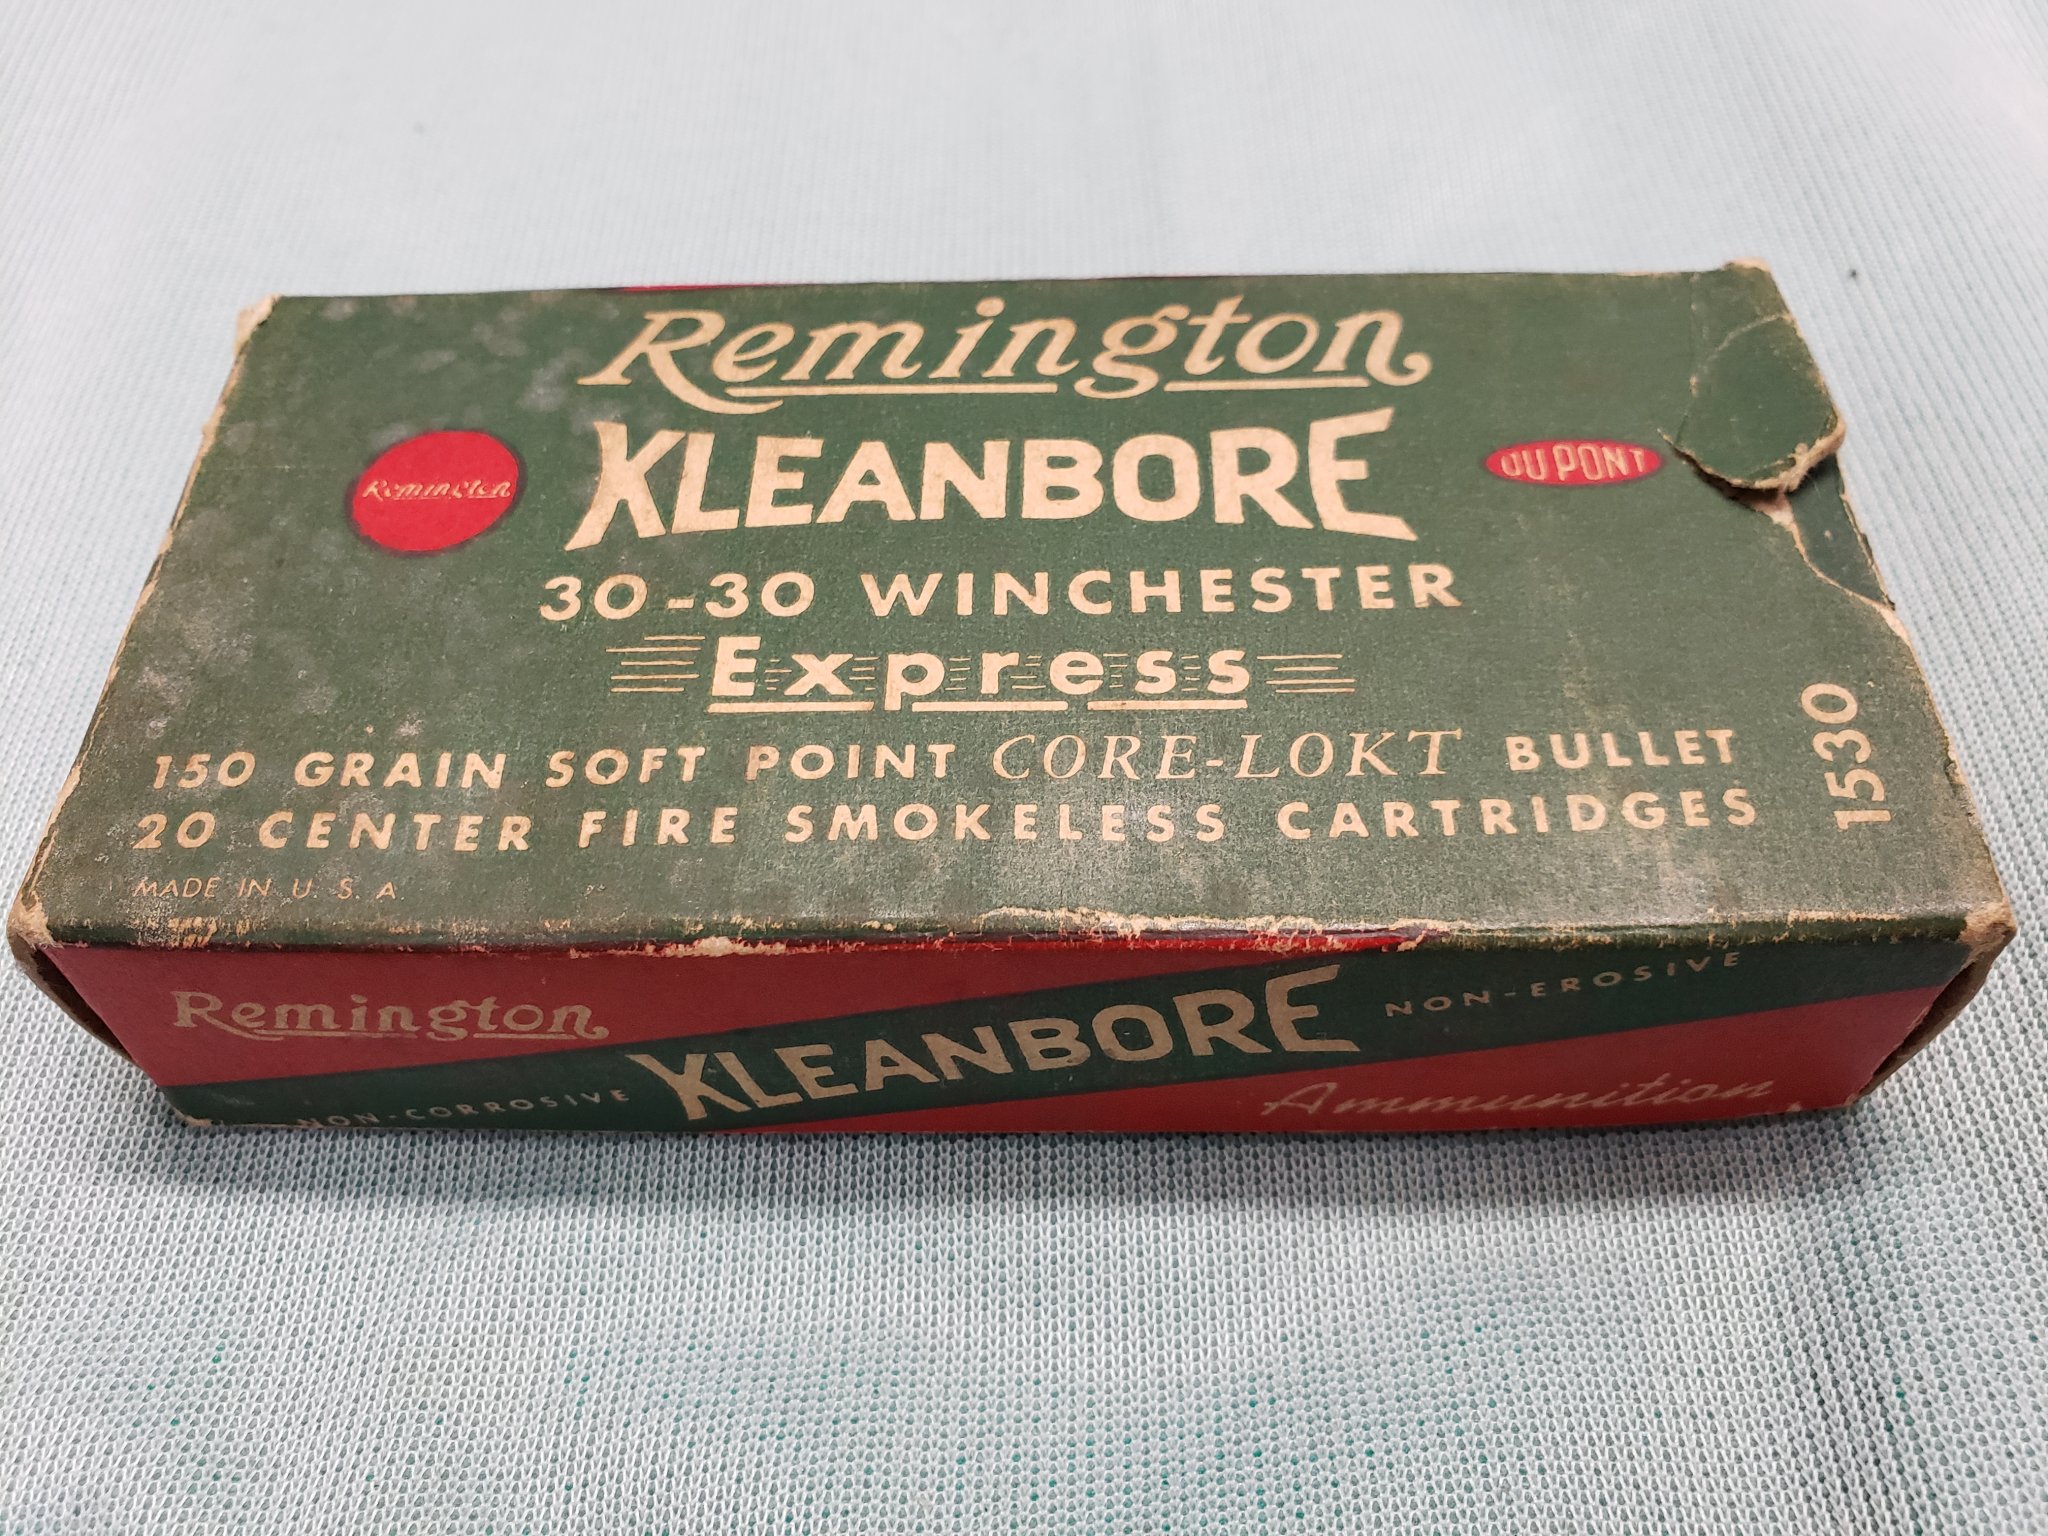 Remington
KLEANBORE
Remington
DU PONT
30-30 WINCHESTER
Express
150 GRAIN SOFT POINT CORE-LOKT BULLET
20 CENTER FIRE SMOKELESS CARTRIDGES
MADE IN U. S. A.
1530
Remington
NON-CORROSIVE KLEANBORE NON-EROSIVE
Ammunition